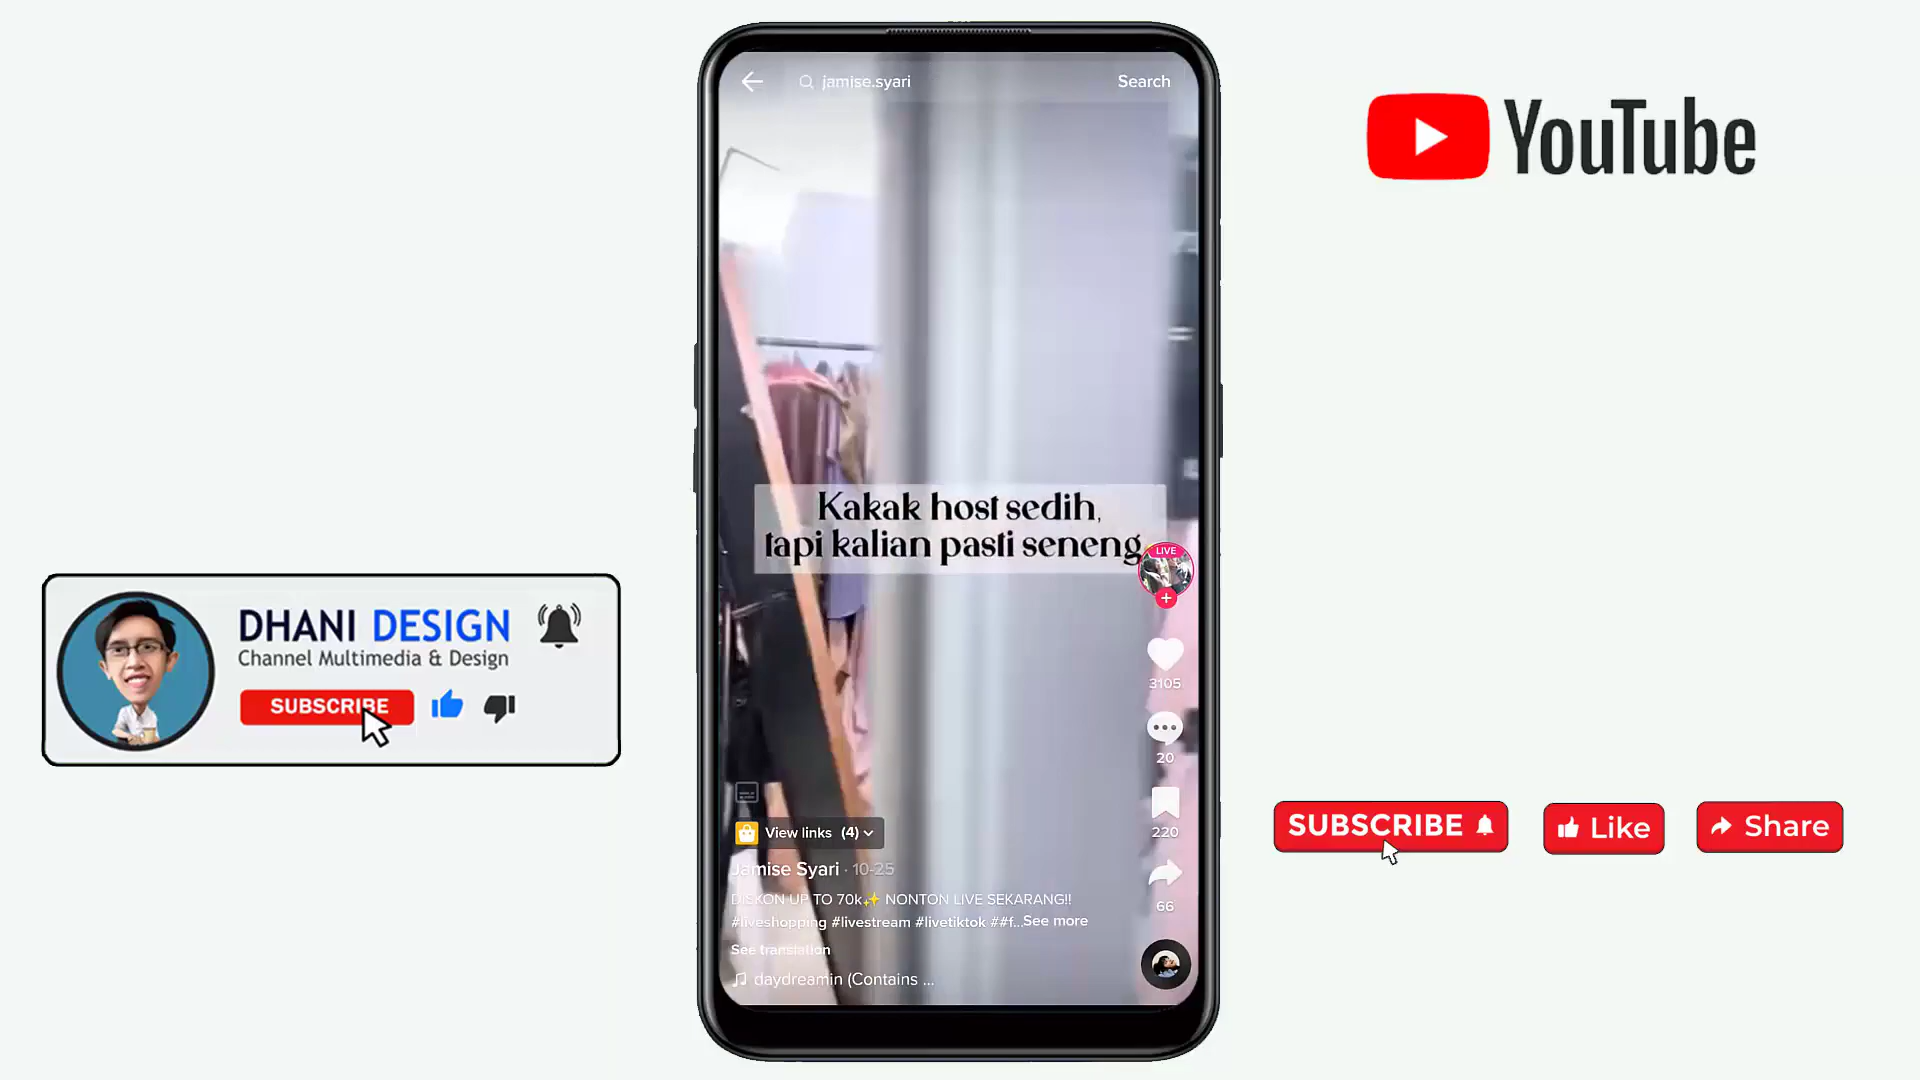 jamise.syari
Search
YouTube
Kakak host sedih,
tapi kalian pasti seneng
LIVE
3105
DHANI DESIGN
Channel Multimedia & Design
SUBSCRIBE
20
View links (4)
220
SUBSCRIBE
Like
Share
Jamise Syari · 10-25
DISKON UP TO 70k✨ NONTON LIVE SEKARANG!!
#liveshopping #livestream #livetiktok ##f...See more
66
See translation
daydreamin (Contains ...